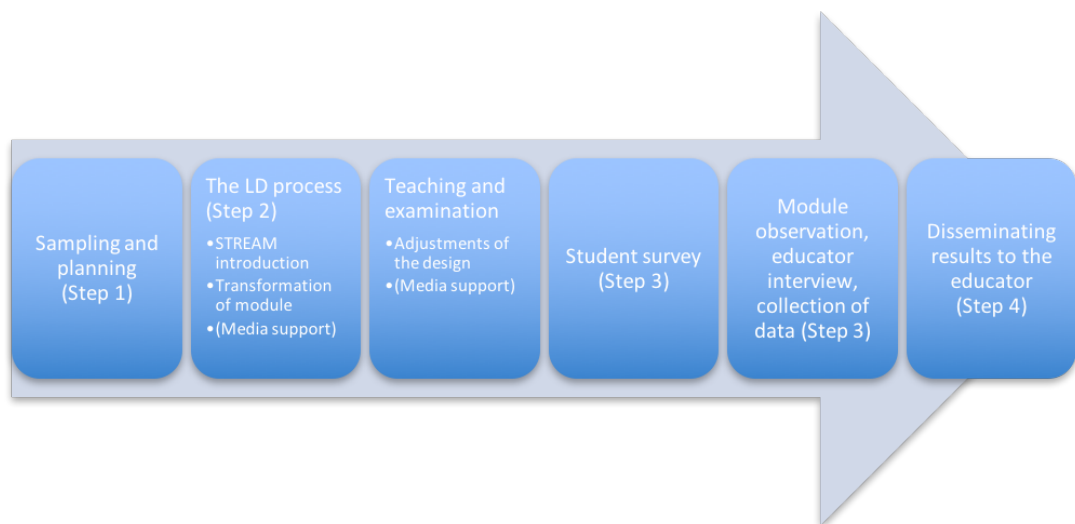 Sampling and
planning
(Step 1)
The LD process
(Step 2)
•STREAM
introduction
•Transformation
of module
•(Media support)
Teaching and
examination
•Adjustments of
the design
•(Media support)
Student survey
(Step 3)
Module
observation,
educator
interview,
collection of
data (Step 3)
Disseminating
results to the
educator
(Step 4)